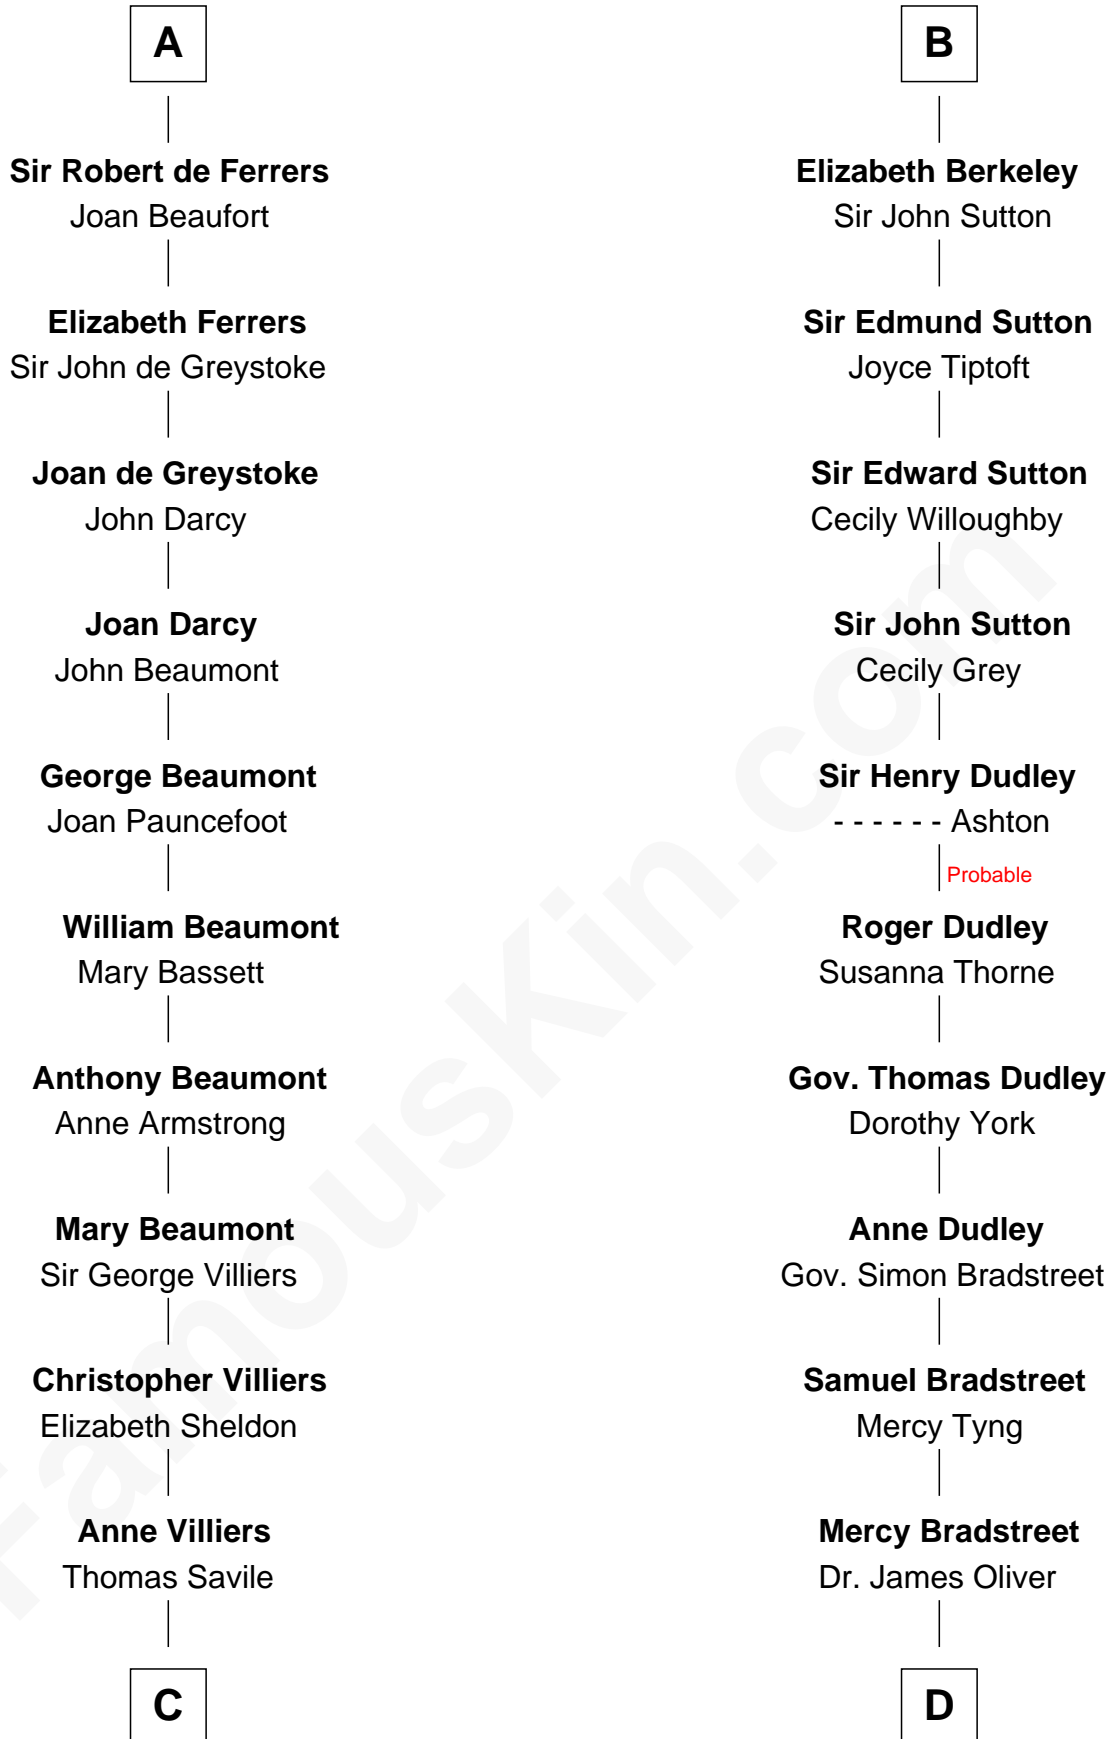 A
Sir Robert de Ferrers
Joan Beaufort
Elizabeth Ferrers
Sir John de Greystoke
Joan de Greystoke
John Darcy
Joan Darcy
John Beaumont
George Beaumont
Joan Pauncefoot
William Beaumont
Mary Bassett
Anthony Beaumont
Anne Armstrong
Mary Beaumont
Sir George Villiers
Christopher Villiers
Elizabeth Sheldon
Anne Villiers
Thomas Savile
C
B
Elizabeth Berkeley
Sir John Sutton
Sir Edmund Sutton
Joyce Tiptoft
Sir Edward Sutton
Cecily Willoughby
Sir John Sutton
Cecily Grey
Sir Henry Dudley
- - - - - - Ashton
Probable
Roger Dudley
Susanna Thorne
Gov. Thomas Dudley
Dorothy York
Anne Dudley
Gov. Simon Bradstreet
Samuel Bradstreet
Mercy Tyng
Mercy Bradstreet
Dr. James Oliver
D
FamousKin.com